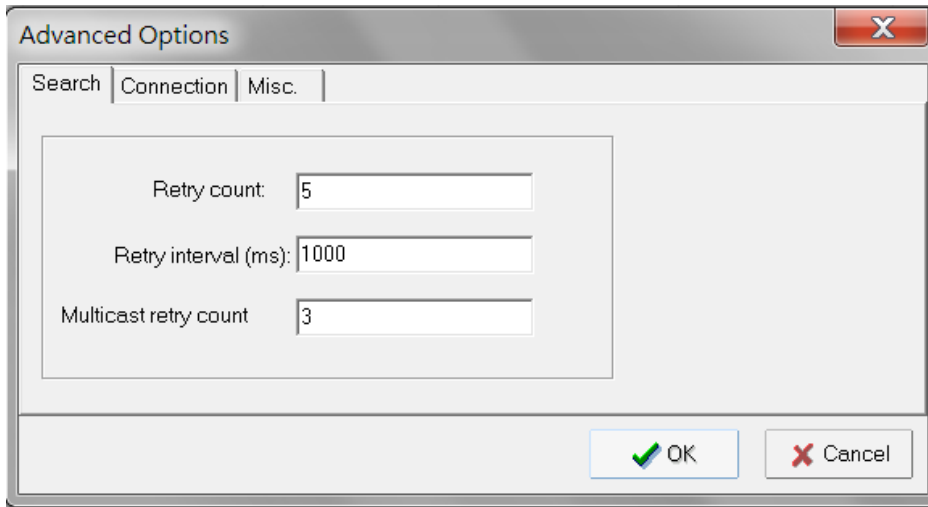 Advanced Options
Search Connection Misc.
Retry count: 5
Retry interval (ms): 1000
Multicast retry count 3
OK Cancel